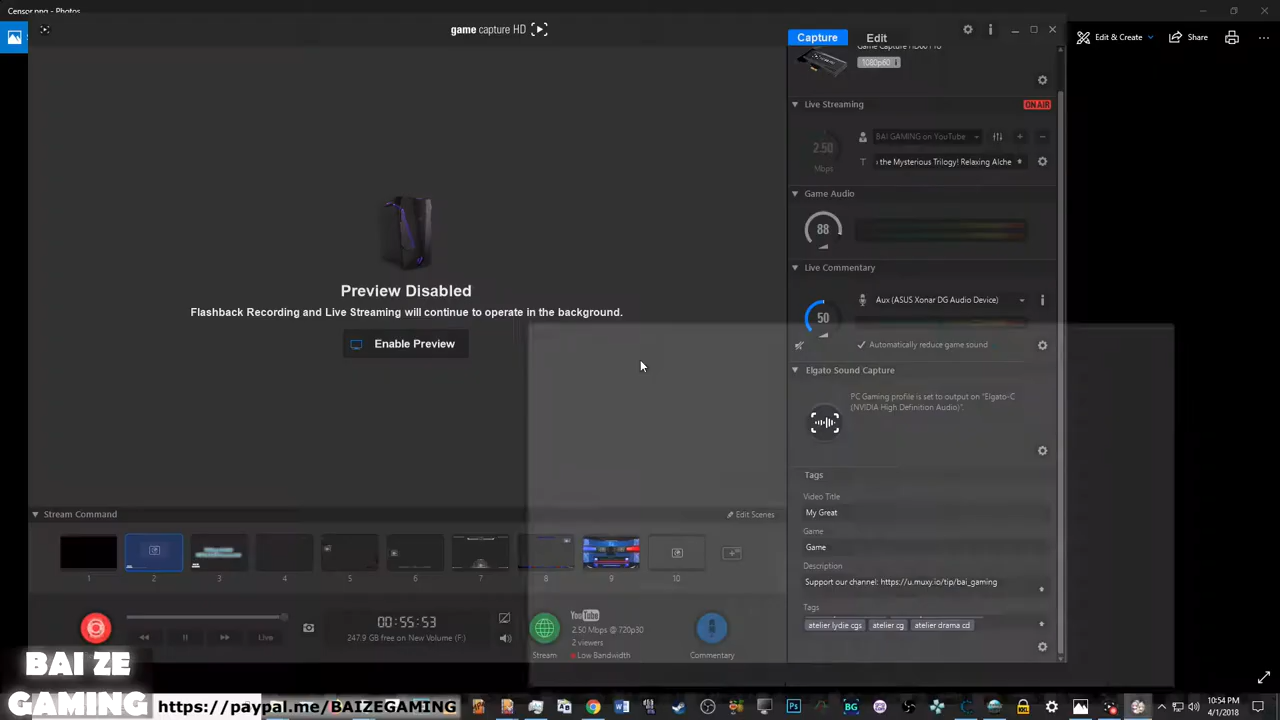 Censor.png - Photos
game capture HD
Capture
Edit
Edit & Create
Share
Game Capture HD60 Pro
1080p60
Live Streaming
ON AIR
2.50
Mbps
BAI GAMING on YouTube
the Mysterious Trilogy! Relaxing Alche
Game Audio
88
Live Commentary
50
Aux (ASUS Xonar DG Audio Device)
Automatically reduce game sound
Elgato Sound Capture
PC Gaming profile is set to output on "Elgato-C
(NVIDIA High Definition Audio)".
Preview Disabled
Flashback Recording and Live Streaming will continue to operate in the background.
Enable Preview
Tags
Video Title
My Great
Game
Game
Description
Support our channel: https://u.muxy.io/tip/bai_gaming
Tags
atelier lydie cgs
atelier cg
atelier drama cd
Stream Command
Edit Scenes
1 2 3 4 5 6 7 8 9 10
Live
00:55:53
247.9 GB free on New Volume (F:)
Stream
YouTube
2.50 Mbps @ 720p30
2 viewers
Low Bandwidth
Commentary
BAI ZE
GAMING
https://paypal.me/BAIZEGAMING
10:54 PM
4/1/2018